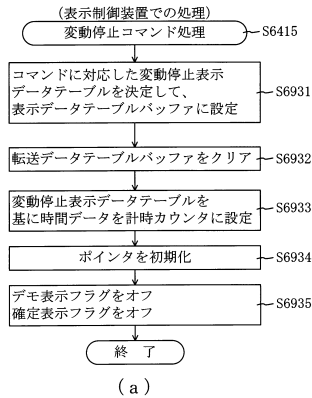 (表示制御装置での処理)
変動停止コマンド処理
S6415
コマンドに対応した変動停止表示
データテーブルを決定して、
表示データテーブルバッファに設定
S6931
転送データテーブルバッファをクリア
S6932
変動停止表示データテーブルを
基に時間データを計時カウンタに設定
S6933
ポインタを初期化
S6934
デモ表示フラグをオフ
確定表示フラグをオフ
S6935
終 了
(a)